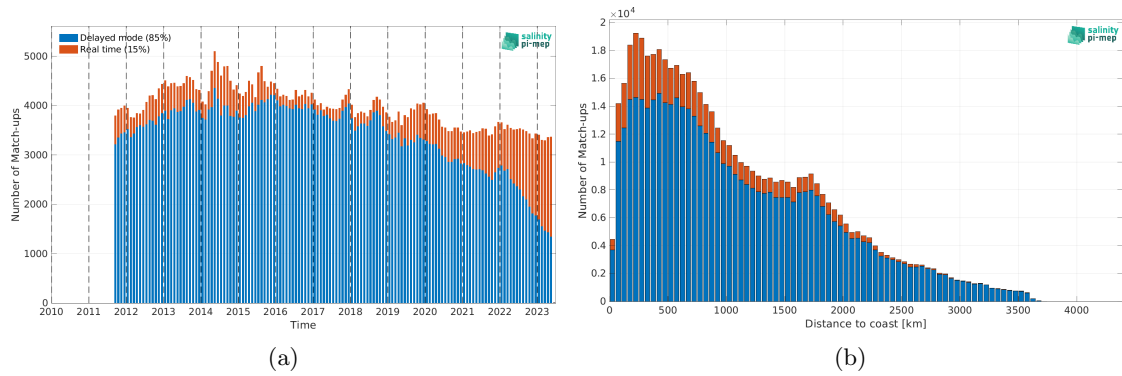 Delayed mode (85%)
Real time (15%)
salinity
pi-mep
5000
4000
3000
2000
1000
0
Number of Match-ups
2010 2011 2012 2013 2014 2015 2016 2017 2018 2019 2020 2021 2022 2023
Time
(a)
×10⁴
salinity
pi-mep
2
1.8
1.6
1.4
1.2
1
0.8
0.6
0.4
0.2
0
Number of Match-ups
0 500 1000 1500 2000 2500 3000 3500 4000
Distance to coast [km]
(b)